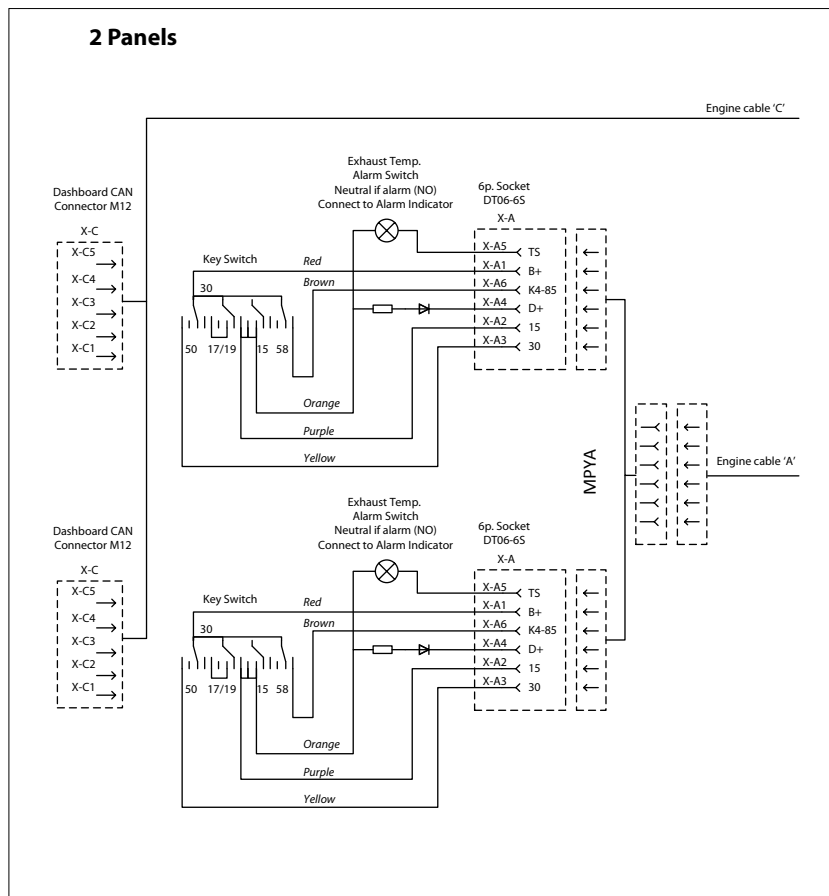 2 Panels
Engine cable ‘C’
Exhaust Temp.
Alarm Switch
Neutral if alarm (NO)
Connect to Alarm Indicator
Dashboard CAN
Connector M12
X-C
X-C5
X-C4
X-C3
X-C2
X-C1
6p. Socket
DT06-6S
X-A
X-A5 TS
X-A1 B+
X-A6 K4-85
X-A4 D+
X-A2 15
X-A3 30
Key Switch
Red
Brown
30
50 17/19 15 58
Orange
Purple
Yellow
MPYA
Engine cable ‘A’
Exhaust Temp.
Alarm Switch
Neutral if alarm (NO)
Connect to Alarm Indicator
Dashboard CAN
Connector M12
X-C
X-C5
X-C4
X-C3
X-C2
X-C1
6p. Socket
DT06-6S
X-A
X-A5 TS
X-A1 B+
X-A6 K4-85
X-A4 D+
X-A2 15
X-A3 30
Key Switch
Red
Brown
30
50 17/19 15 58
Orange
Purple
Yellow